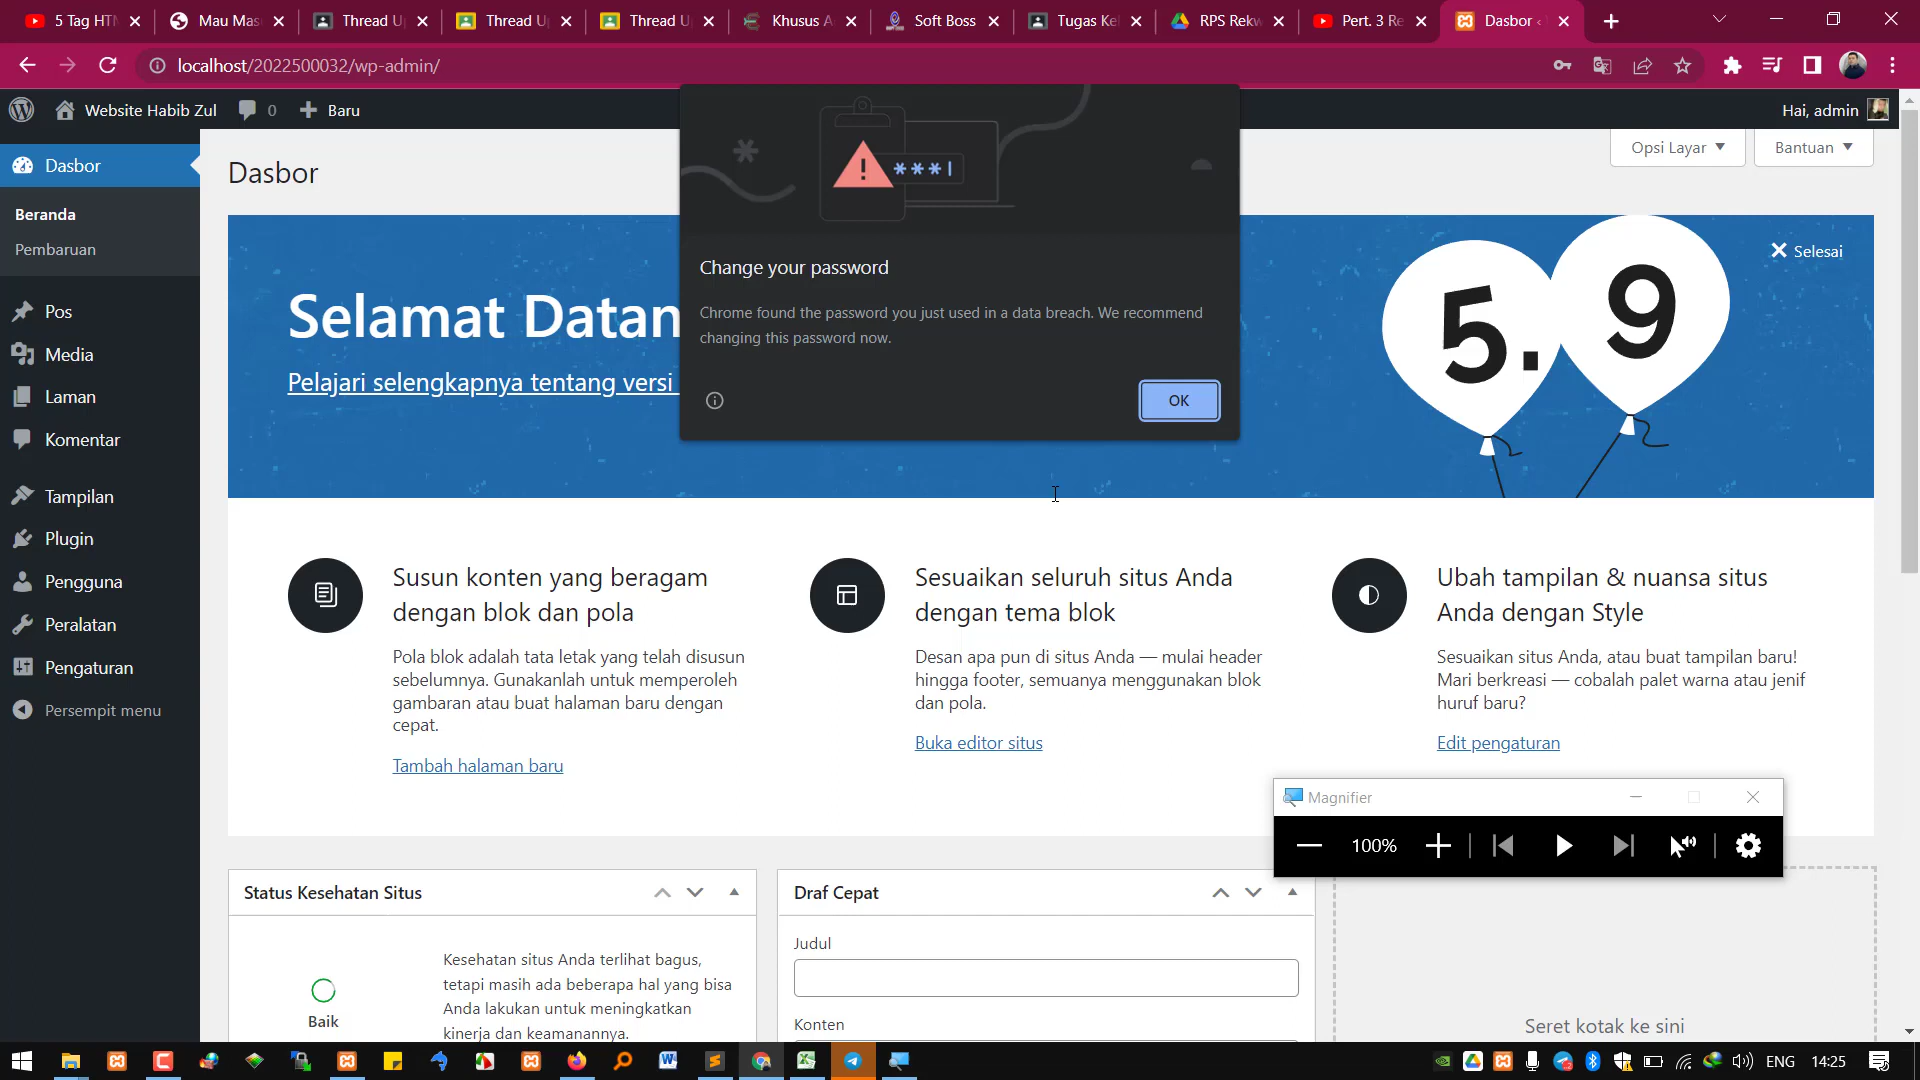 5 Tag HTM
Mau Mas
Thread U
Thread U
Thread U
Khusus A
Soft Boss
Tugas Kel
RPS Rekw
Pert. 3 Re
Dasbor ‹
localhost/2022500032/wp-admin/
Website Habib Zul
0
Baru
Hai, admin
Dasbor
Beranda
Pembaruan
Pos
Media
Laman
Komentar
Tampilan
Plugin
Pengguna
Peralatan
Pengaturan
Persempit menu
Dasbor
Opsi Layar
Bantuan
Selamat Datan
Pelajari selengkapnya tentang versi
5.9
Selesai
***|
Change your password
Chrome found the password you just used in a data breach. We recommend
changing this password now.
OK
Susun konten yang beragam
dengan blok dan pola
Pola blok adalah tata letak yang telah disusun
sebelumnya. Gunakanlah untuk memperoleh
gambaran atau buat halaman baru dengan
cepat.
Tambah halaman baru
Sesuaikan seluruh situs Anda
dengan tema blok
Desan apa pun di situs Anda — mulai header
hingga footer, semuanya menggunakan blok
dan pola.
Buka editor situs
Ubah tampilan & nuansa situs
Anda dengan Style
Sesuaikan situs Anda, atau buat tampilan baru!
Mari berkreasi — cobalah palet warna atau jenif
huruf baru?
Edit pengaturan
Magnifier
100%
Status Kesehatan Situs
Baik
Kesehatan situs Anda terlihat bagus,
tetapi masih ada beberapa hal yang bisa
Anda lakukan untuk meningkatkan
kinerja dan keamanannya.
Draf Cepat
Judul
Konten
Seret kotak ke sini
ENG
14:25